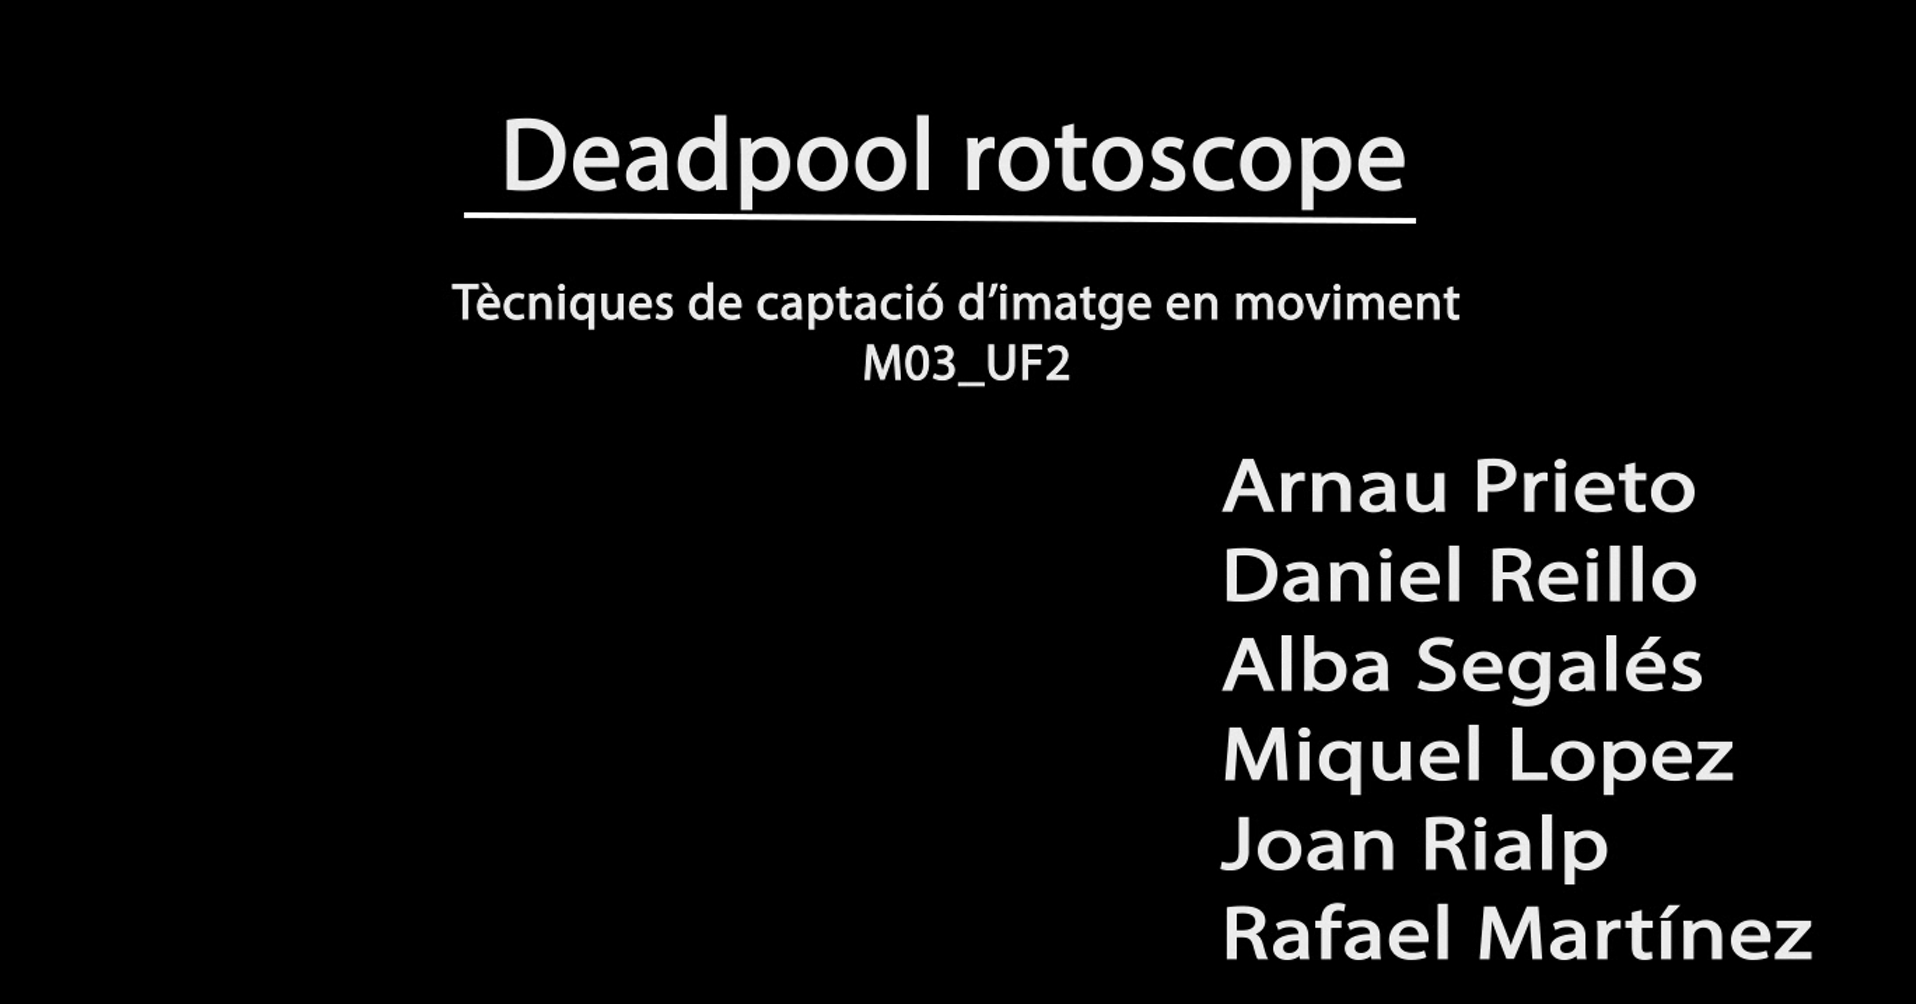 Deadpool rotoscope
Tècniques de captació d’imatge en moviment
M03_UF2
Arnau Prieto
Daniel Reillo
Alba Segalés
Miquel Lopez
Joan Rialp
Rafael Martínez